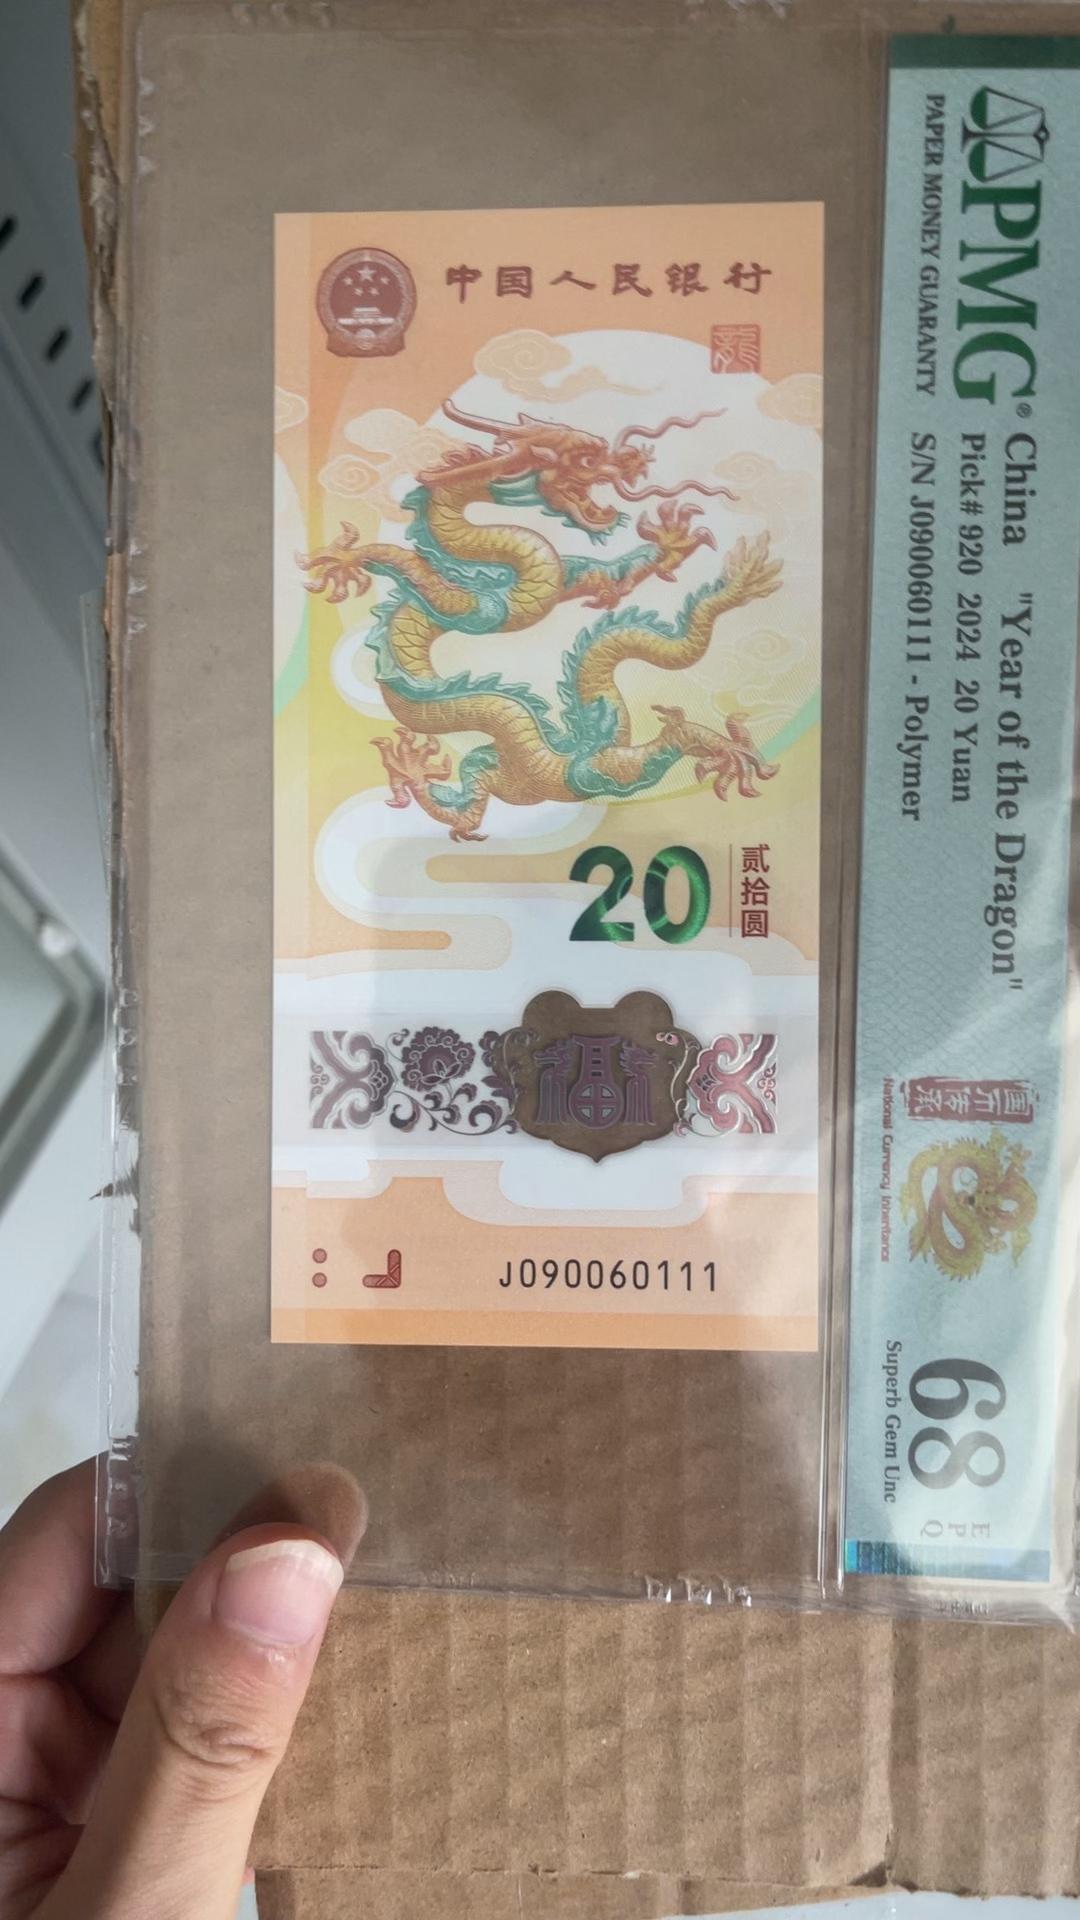 中国人民银行
龍
20
贰拾圆
福
J090060111
PMG®
PAPER MONEY GUARANTY
China "Year of the Dragon"
Pick# 920 2024 20 Yuan
S/N J090060111 - Polymer
国币传承
National Currency Inheritance
68
EPQ
Superb Gem Unc